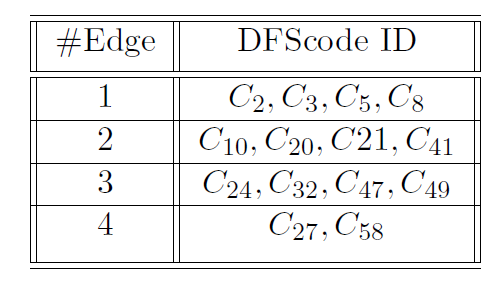 #Edge DFScode ID
1 C₂, C₃, C₅, C₈
2 C₁₀, C₂₀, C21, C₄₁
3 C₂₄, C₃₂, C₄₇, C₄₉
4 C₂₇, C₅₈